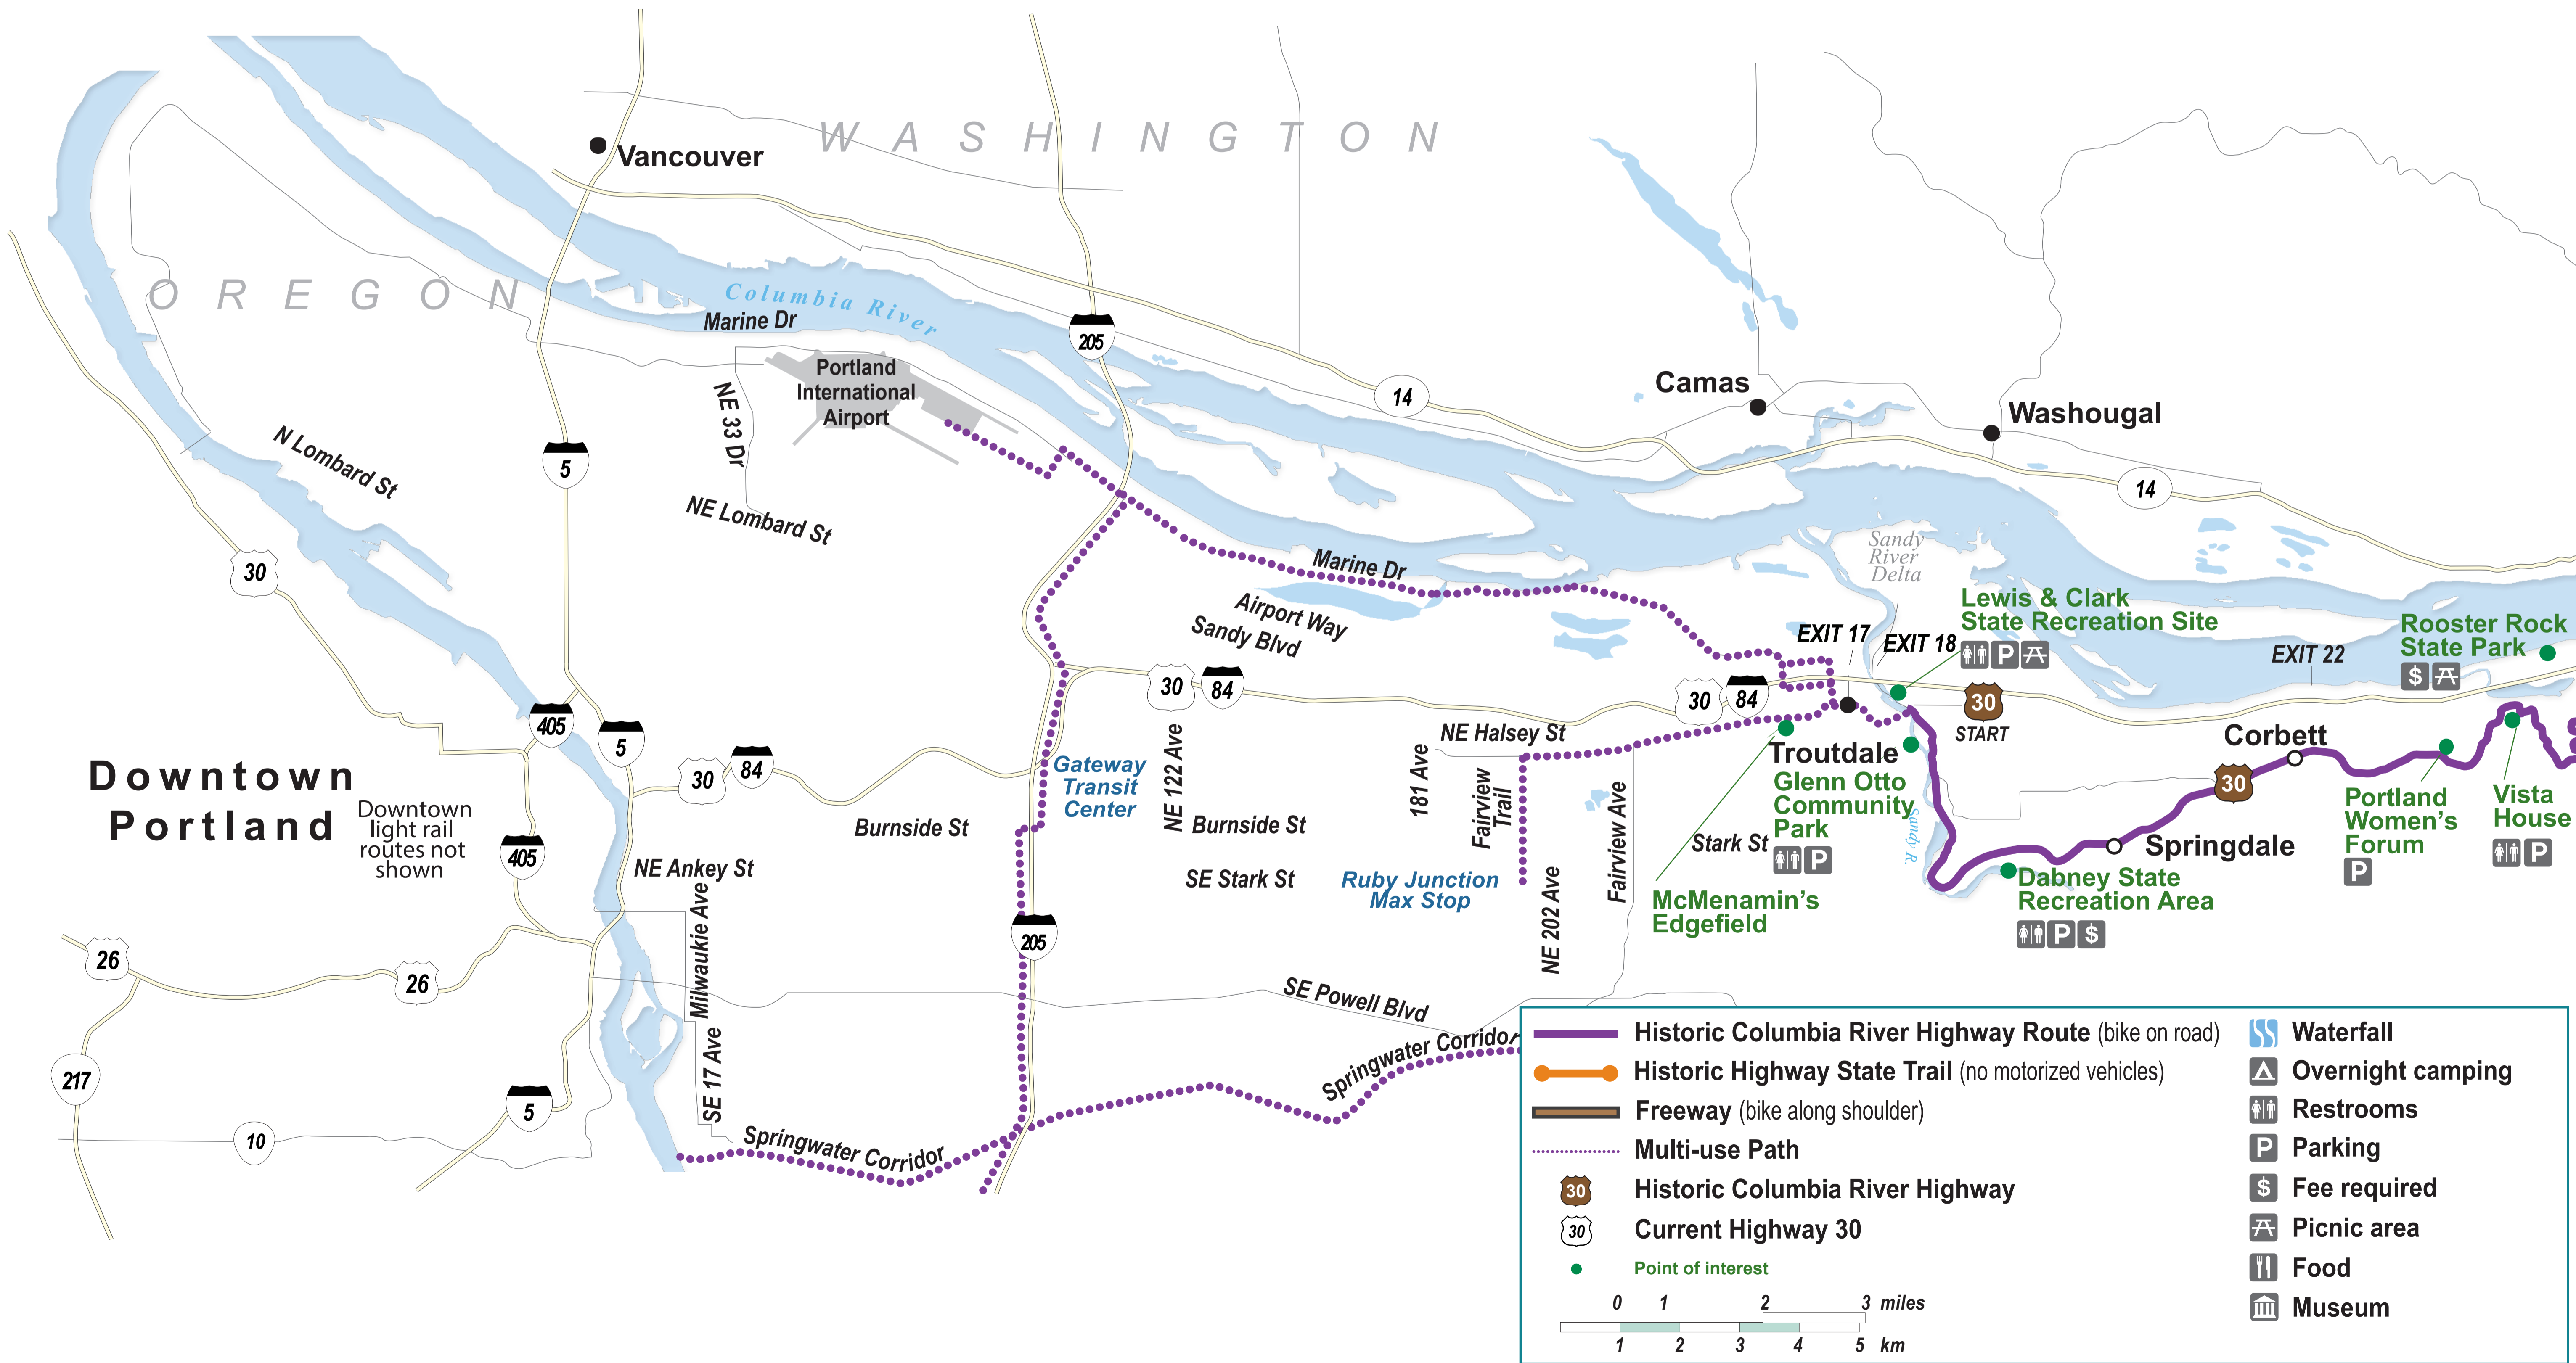 WASHINGTON
Vancouver
OREGON
Columbia River
Marine Dr
205
Portland
International
Airport
NE 33 Dr
14
Camas
Washougal
14
N Lombard St
5
NE Lombard St
30
Marine Dr
Airport Way
Sandy Blvd
Sandy
River
Delta
Lewis & Clark
State Recreation Site
P
EXIT 17
EXIT 18
EXIT 22
Rooster Rock
State Park
$
30
84
30
84
30
START
405
5
30
84
Downtown
Portland
Downtown
light rail
routes not
shown
405
Gateway
Transit
Center
NE 122 Ave
Burnside St
Burnside St
NE Ankey St
SE Stark St
NE Halsey St
181 Ave
Fairview
Trail
Fairview Ave
Ruby Junction
Max Stop
NE 202 Ave
Stark St
Troutdale
Glenn Otto
Community
Park
P
McMenamin's
Edgefield
Sandy R.
Corbett
30
Springdale
Dabney State
Recreation Area
P
$
Portland
Women's
Forum
P
Vista
House
P
26
26
Milwaukie Ave
205
SE Powell Blvd
217
5
SE 17 Ave
10
Springwater Corridor
Springwater Corridor
Historic Columbia River Highway Route (bike on road)
Historic Highway State Trail (no motorized vehicles)
Freeway (bike along shoulder)
Multi-use Path
30 Historic Columbia River Highway
30 Current Highway 30
Point of interest
0 1 2 3 miles
1 2 3 4 5 km
Waterfall
Overnight camping
Restrooms
P Parking
$ Fee required
Picnic area
Food
Museum